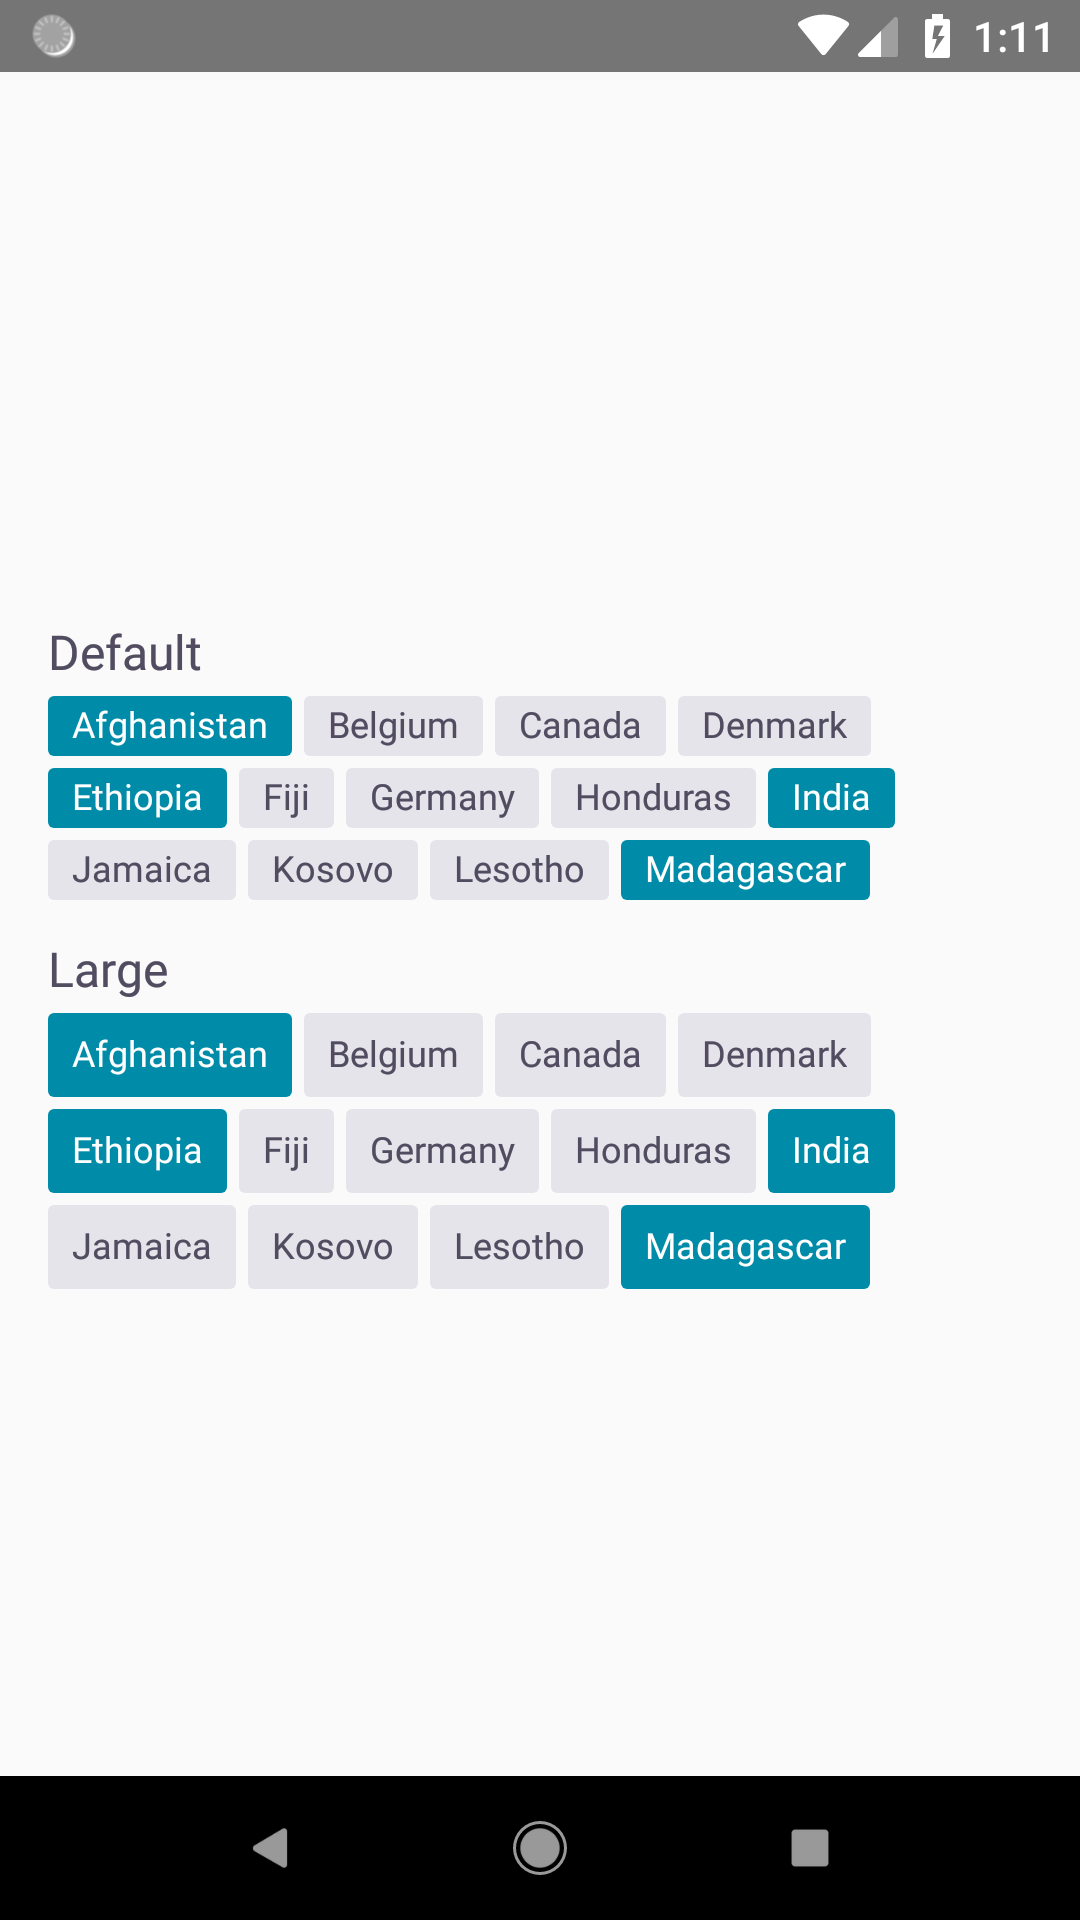 1:11
Default
Afghanistan Belgium Canada Denmark
Ethiopia Fiji Germany Honduras India
Jamaica Kosovo Lesotho Madagascar
Large
Afghanistan Belgium Canada Denmark
Ethiopia Fiji Germany Honduras India
Jamaica Kosovo Lesotho Madagascar